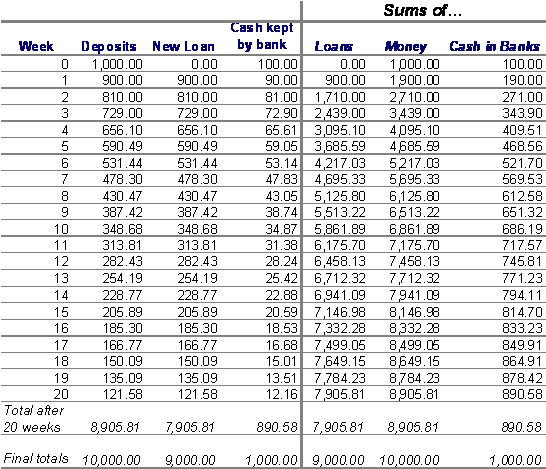 Sums of...
Week Deposits New Loan Cash kept by bank Loans Money Cash in Banks
0 1,000.00 0.00 100.00 0.00 1,000.00 100.00
1 900.00 900.00 90.00 900.00 1,900.00 190.00
2 810.00 810.00 81.00 1,710.00 2,710.00 271.00
3 729.00 729.00 72.90 2,439.00 3,439.00 343.90
4 656.10 656.10 65.61 3,095.10 4,095.10 409.51
5 590.49 590.49 59.05 3,685.59 4,685.59 468.56
6 531.44 531.44 53.14 4,217.03 5,217.03 521.70
7 478.30 478.30 47.83 4,695.33 5,695.33 569.53
8 430.47 430.47 43.05 5,125.80 6,125.80 612.58
9 387.42 387.42 38.74 5,513.22 6,513.22 651.32
10 348.68 348.68 34.87 5,861.89 6,861.89 686.19
11 313.81 313.81 31.38 6,175.70 7,175.70 717.57
12 282.43 282.43 28.24 6,458.13 7,458.13 745.81
13 254.19 254.19 25.42 6,712.32 7,712.32 771.23
14 228.77 228.77 22.88 6,941.09 7,941.09 794.11
15 205.89 205.89 20.59 7,146.98 8,146.98 814.70
16 185.30 185.30 18.53 7,332.28 8,332.28 833.23
17 166.77 166.77 16.68 7,499.05 8,499.05 849.91
18 150.09 150.09 15.01 7,649.15 8,649.15 864.91
19 135.09 135.09 13.51 7,784.23 8,784.23 878.42
20 121.58 121.58 12.16 7,905.81 8,905.81 890.58
Total after
20 weeks 8,905.81 7,905.81 890.58 7,905.81 8,905.81 890.58
Final totals 10,000.00 9,000.00 1,000.00 9,000.00 10,000.00 1,000.00